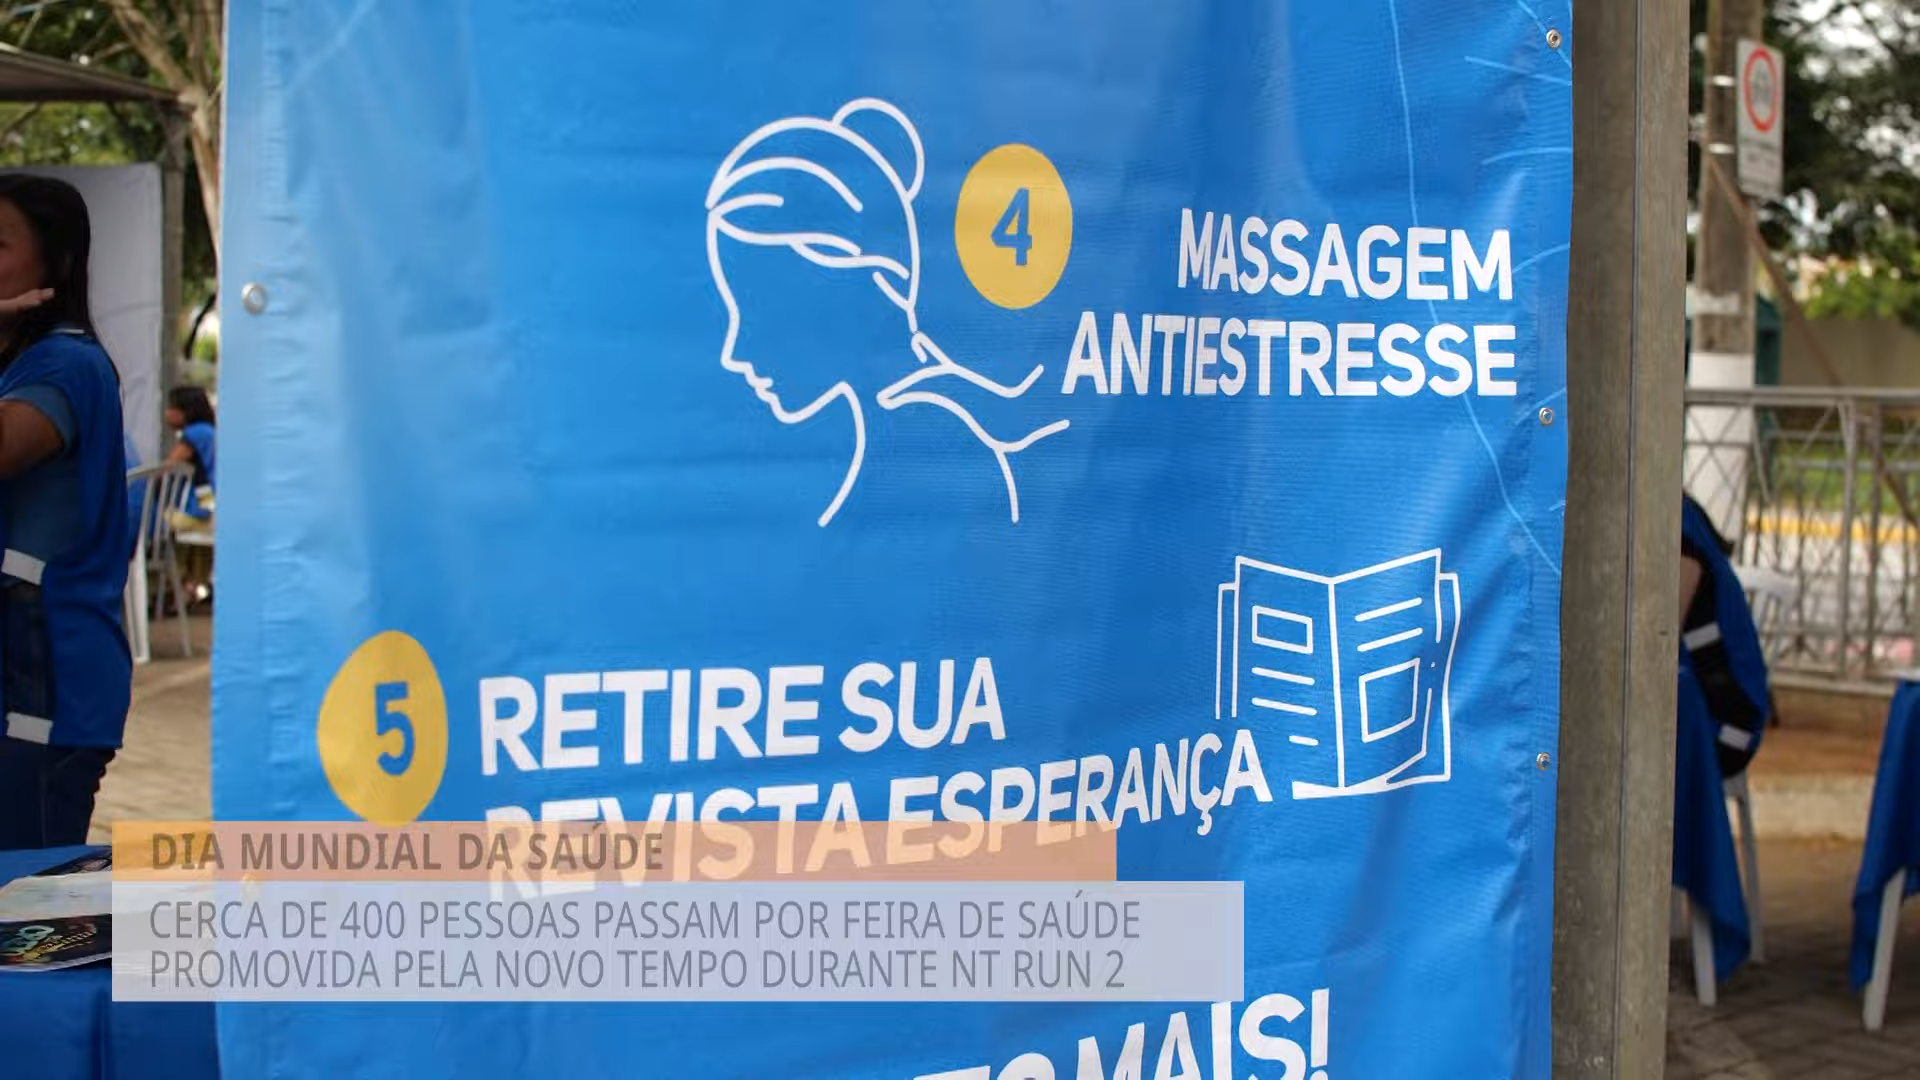 4
MASSAGEM
ANTIESTRESSE
5
RETIRE SUA
REVISTA ESPERANÇA
DIA MUNDIAL DA SAÚDE
CERCA DE 400 PESSOAS PASSAM POR FEIRA DE SAÚDE
PROMOVIDA PELA NOVO TEMPO DURANTE NT RUN 2
MAIS!